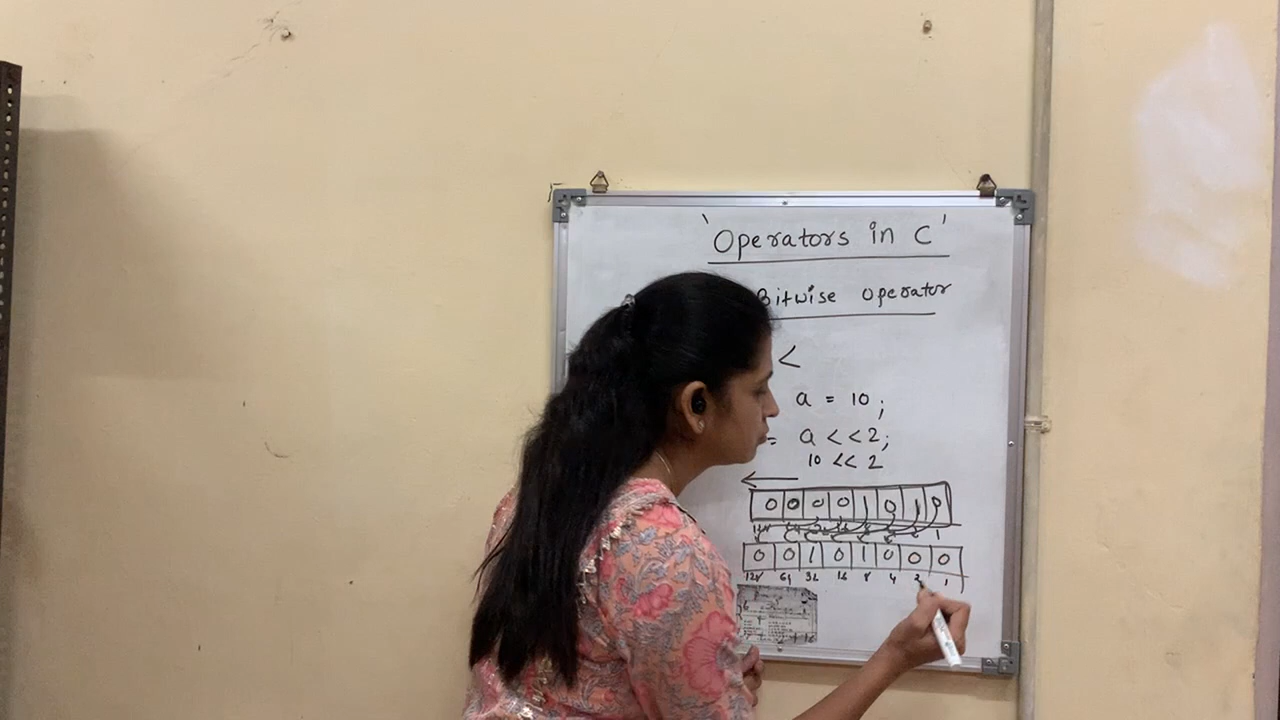 'Operators in C'
Bitwise operator
<
a = 10;
= a << 2;
10 << 2
0 0 0 0 1 0 1 0
0 0 1 0 1 0 0 0
128 64 32 16 8 4 2 1